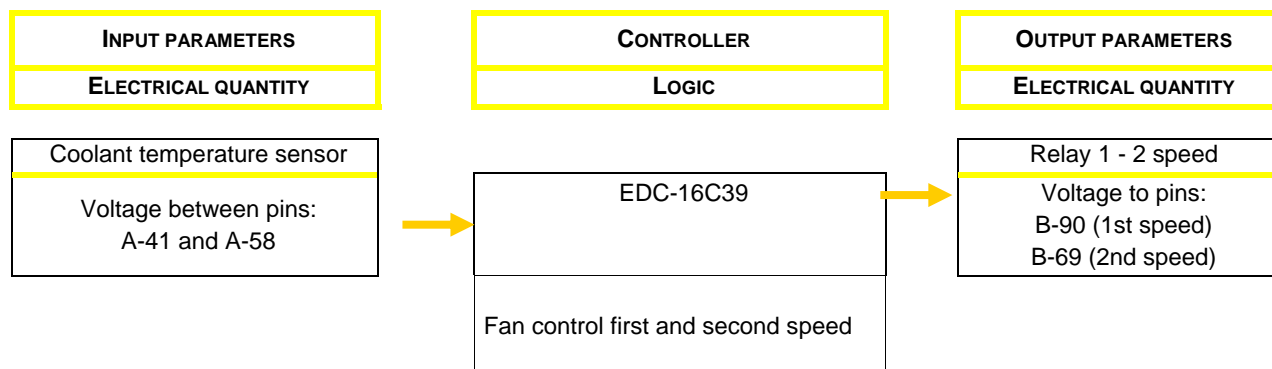 INPUT PARAMETERS
ELECTRICAL QUANTITY
Coolant temperature sensor
Voltage between pins:
A-41 and A-58
CONTROLLER
LOGIC
EDC-16C39
Fan control first and second speed
OUTPUT PARAMETERS
ELECTRICAL QUANTITY
Relay 1 - 2 speed
Voltage to pins:
B-90 (1st speed)
B-69 (2nd speed)